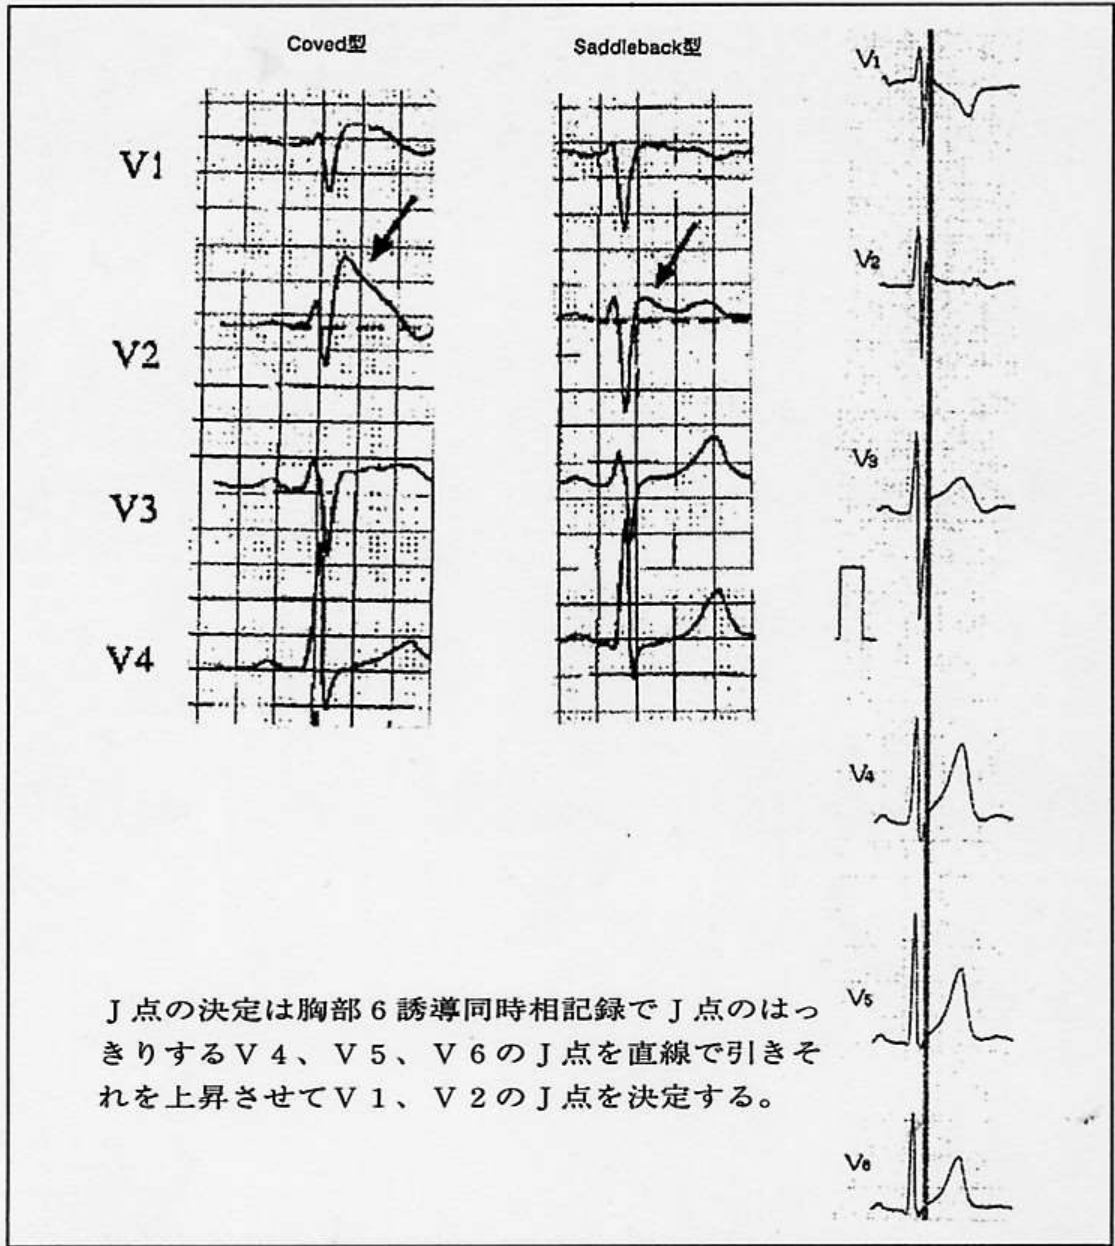 Coved型
Saddleback型
V1
V2
V3
V4
V1
V2
V3
V4
V5
V6
J点の決定は胸部6誘導同時相記録でJ点のはっ
きりするV4、V5、V6のJ点を直線で引きそ
れを上昇させてV1、V2のJ点を決定する。